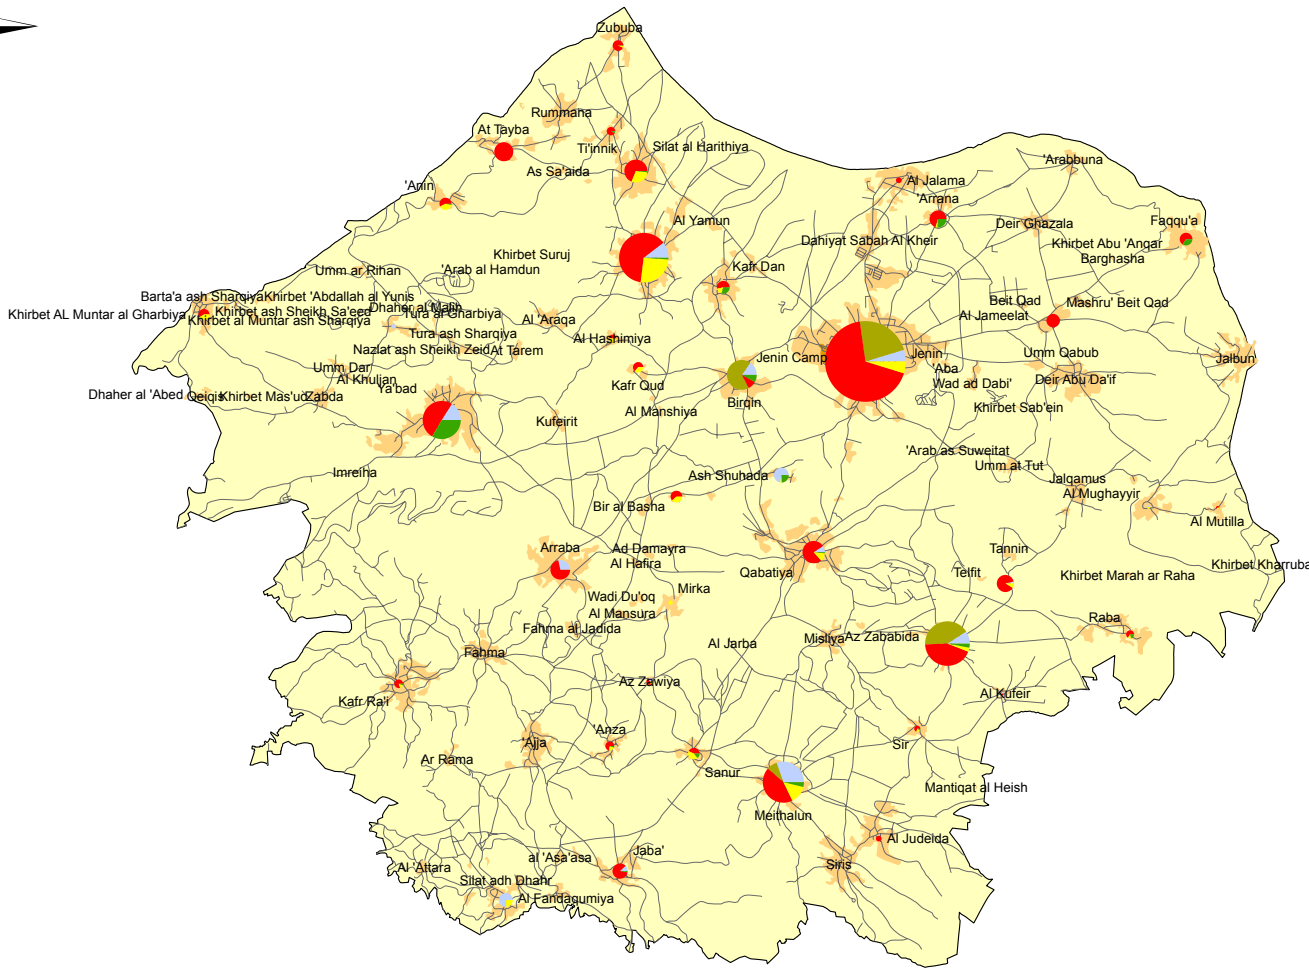 Zububa
Rummana
At Tayba
Ti'innik
Silat al Harithiya
As Sa'aida
'Arabbuna
Al Jalama
'Anin
'Arrana
Al Yamun
Deir Ghazala
Faqqu'a
Dahiyat Sabah Al Kheir
Khirbet Abu 'Anqar
Khirbet Suruj
Barghasha
Kafr Dan
Umm ar Rihan
'Arab al Hamdun
Barta'a ash Sharqiya
Khirbet 'Abdallah al Yunis
Beit Qad
Mashru' Beit Qad
Khirbet AL Muntar al Gharbiya
Khirbet ash Sheikh Sa'eed
Dhaher al Malih
Tura al Gharbiya
Al Jameelat
Khirbet al Muntar ash Sharqiya
Al 'Araqa
Tura ash Sharqiya
Al Hashimiya
Nazlat ash Sheikh Zeid
At Tarem
Jenin Camp
Jenin
Umm Qabub
Jalbun
Umm Dar
'Aba
Al Khuljan
Kafr Qud
Wad ad Dabi'
Deir Abu Da'if
Ya'bad
Dhaher al 'Abed
Qeiqis
Khirbet Mas'ud
Zabda
Birqin
Khirbet Sab'ein
Al Manshiya
Kufeirit
'Arab as Suweitat
Umm at Tut
Imreiha
Ash Shuhada
Jalqamus
Al Mughayyir
Bir al Basha
Al Mutilla
Arraba
Ad Damayra
Tannin
Al Hafira
Khirbet Kharruba
Qabatiya
Telfit
Khirbet Marah ar Raha
Mirka
Wadi Du'oq
Al Mansura
Raba
Fahma al Jadida
Misliya
Az Zababida
Al Jarba
Fahma
Az Zawiya
Al Kufeir
Kafr Ra'i
'Anza
'Ajja
Sir
Ar Rama
Sanur
Mantiqat al Heish
Meithalun
Al Judeida
Jaba'
al 'Asa'asa
Siris
Al 'Attara
Silat adh Dhahr
Al Fandaqumiya